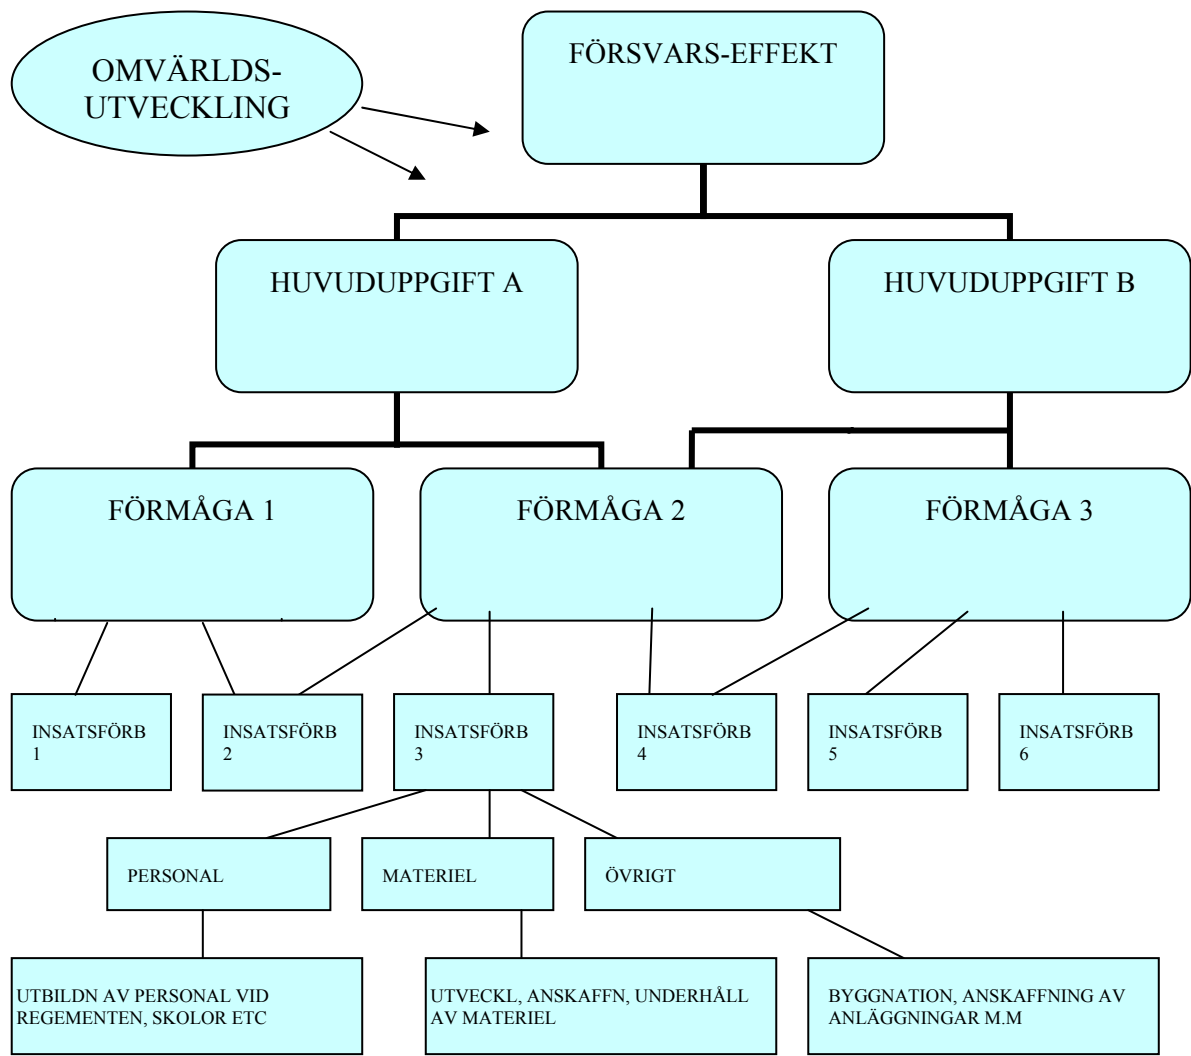 OMVÄRLDS-
UTVECKLING
FÖRSVARS-EFFEKT
HUVUDUPPGIFT A
HUVUDUPPGIFT B
FÖRMÅGA 1
FÖRMÅGA 2
FÖRMÅGA 3
INSATSFÖRB
1
INSATSFÖRB
2
INSATSFÖRB
3
INSATSFÖRB
4
INSATSFÖRB
5
INSATSFÖRB
6
PERSONAL
MATERIEL
ÖVRIGT
UTBILDN AV PERSONAL VID
REGEMENTEN, SKOLOR ETC
UTVECKL, ANSKAFFN, UNDERHÅLL
AV MATERIEL
BYGGNATION, ANSKAFFNING AV
ANLÄGGNINGAR M.M